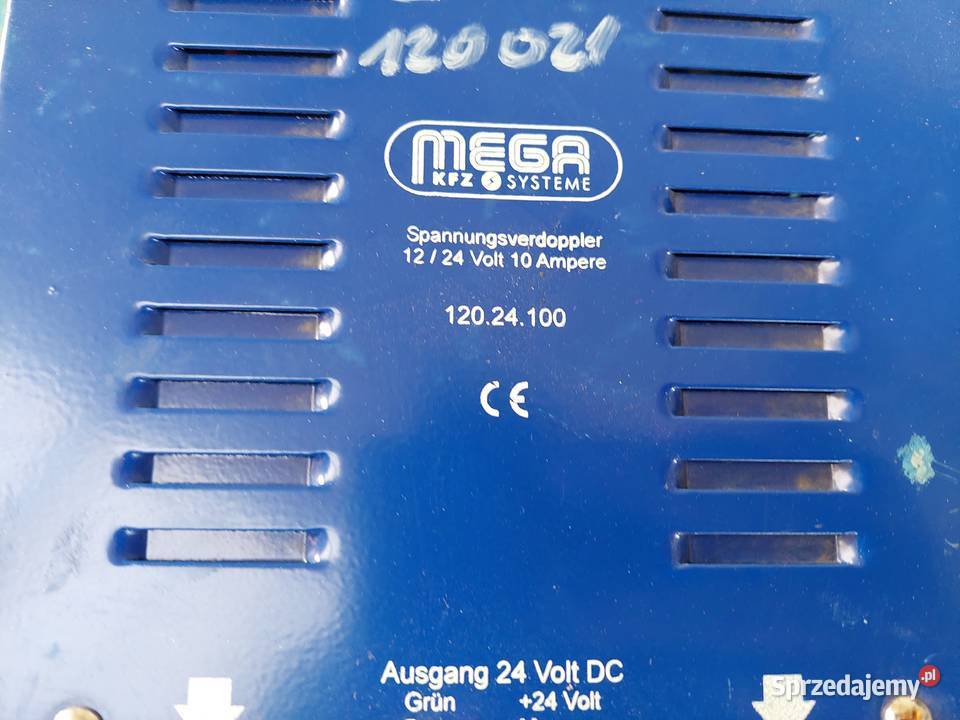 120 021
MEGA
KFZ SYSTEME
Spannungsverdoppler
12 / 24 Volt 10 Ampere
120.24.100
CE
Ausgang 24 Volt DC
Grün +24 Volt
Sprzedajemy.pl